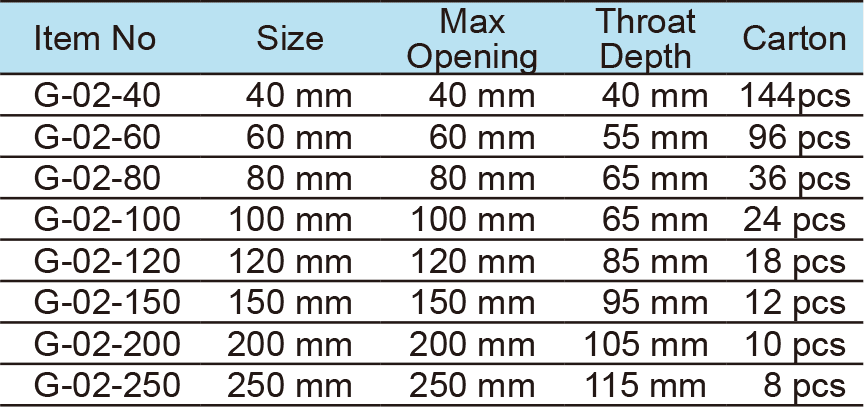 Item No Size Max Opening Throat Depth Carton
G-02-40 40 mm 40 mm 40 mm 144pcs
G-02-60 60 mm 60 mm 55 mm 96 pcs
G-02-80 80 mm 80 mm 65 mm 36 pcs
G-02-100 100 mm 100 mm 65 mm 24 pcs
G-02-120 120 mm 120 mm 85 mm 18 pcs
G-02-150 150 mm 150 mm 95 mm 12 pcs
G-02-200 200 mm 200 mm 105 mm 10 pcs
G-02-250 250 mm 250 mm 115 mm 8 pcs